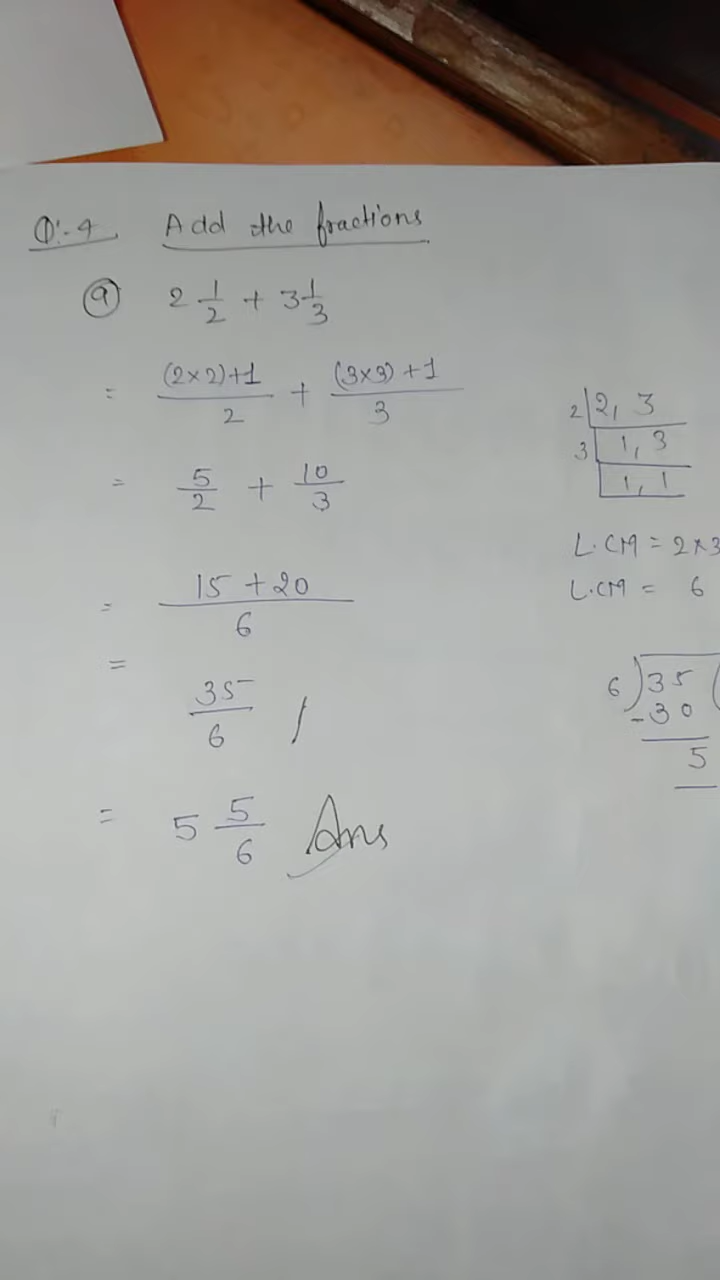 Q:-4 Add the fractions
(a) 2 1/2 + 3 1/3
= (2×2)+1/2 + (3×3)+1/3
= 5/2 + 10/3
= 15+20/6
=
35/6 /
= 5 5/6 Ans
2|2, 3
3|1, 3
|1, 1
L.CM = 2×3
L.CM = 6
6)35(
-30
5